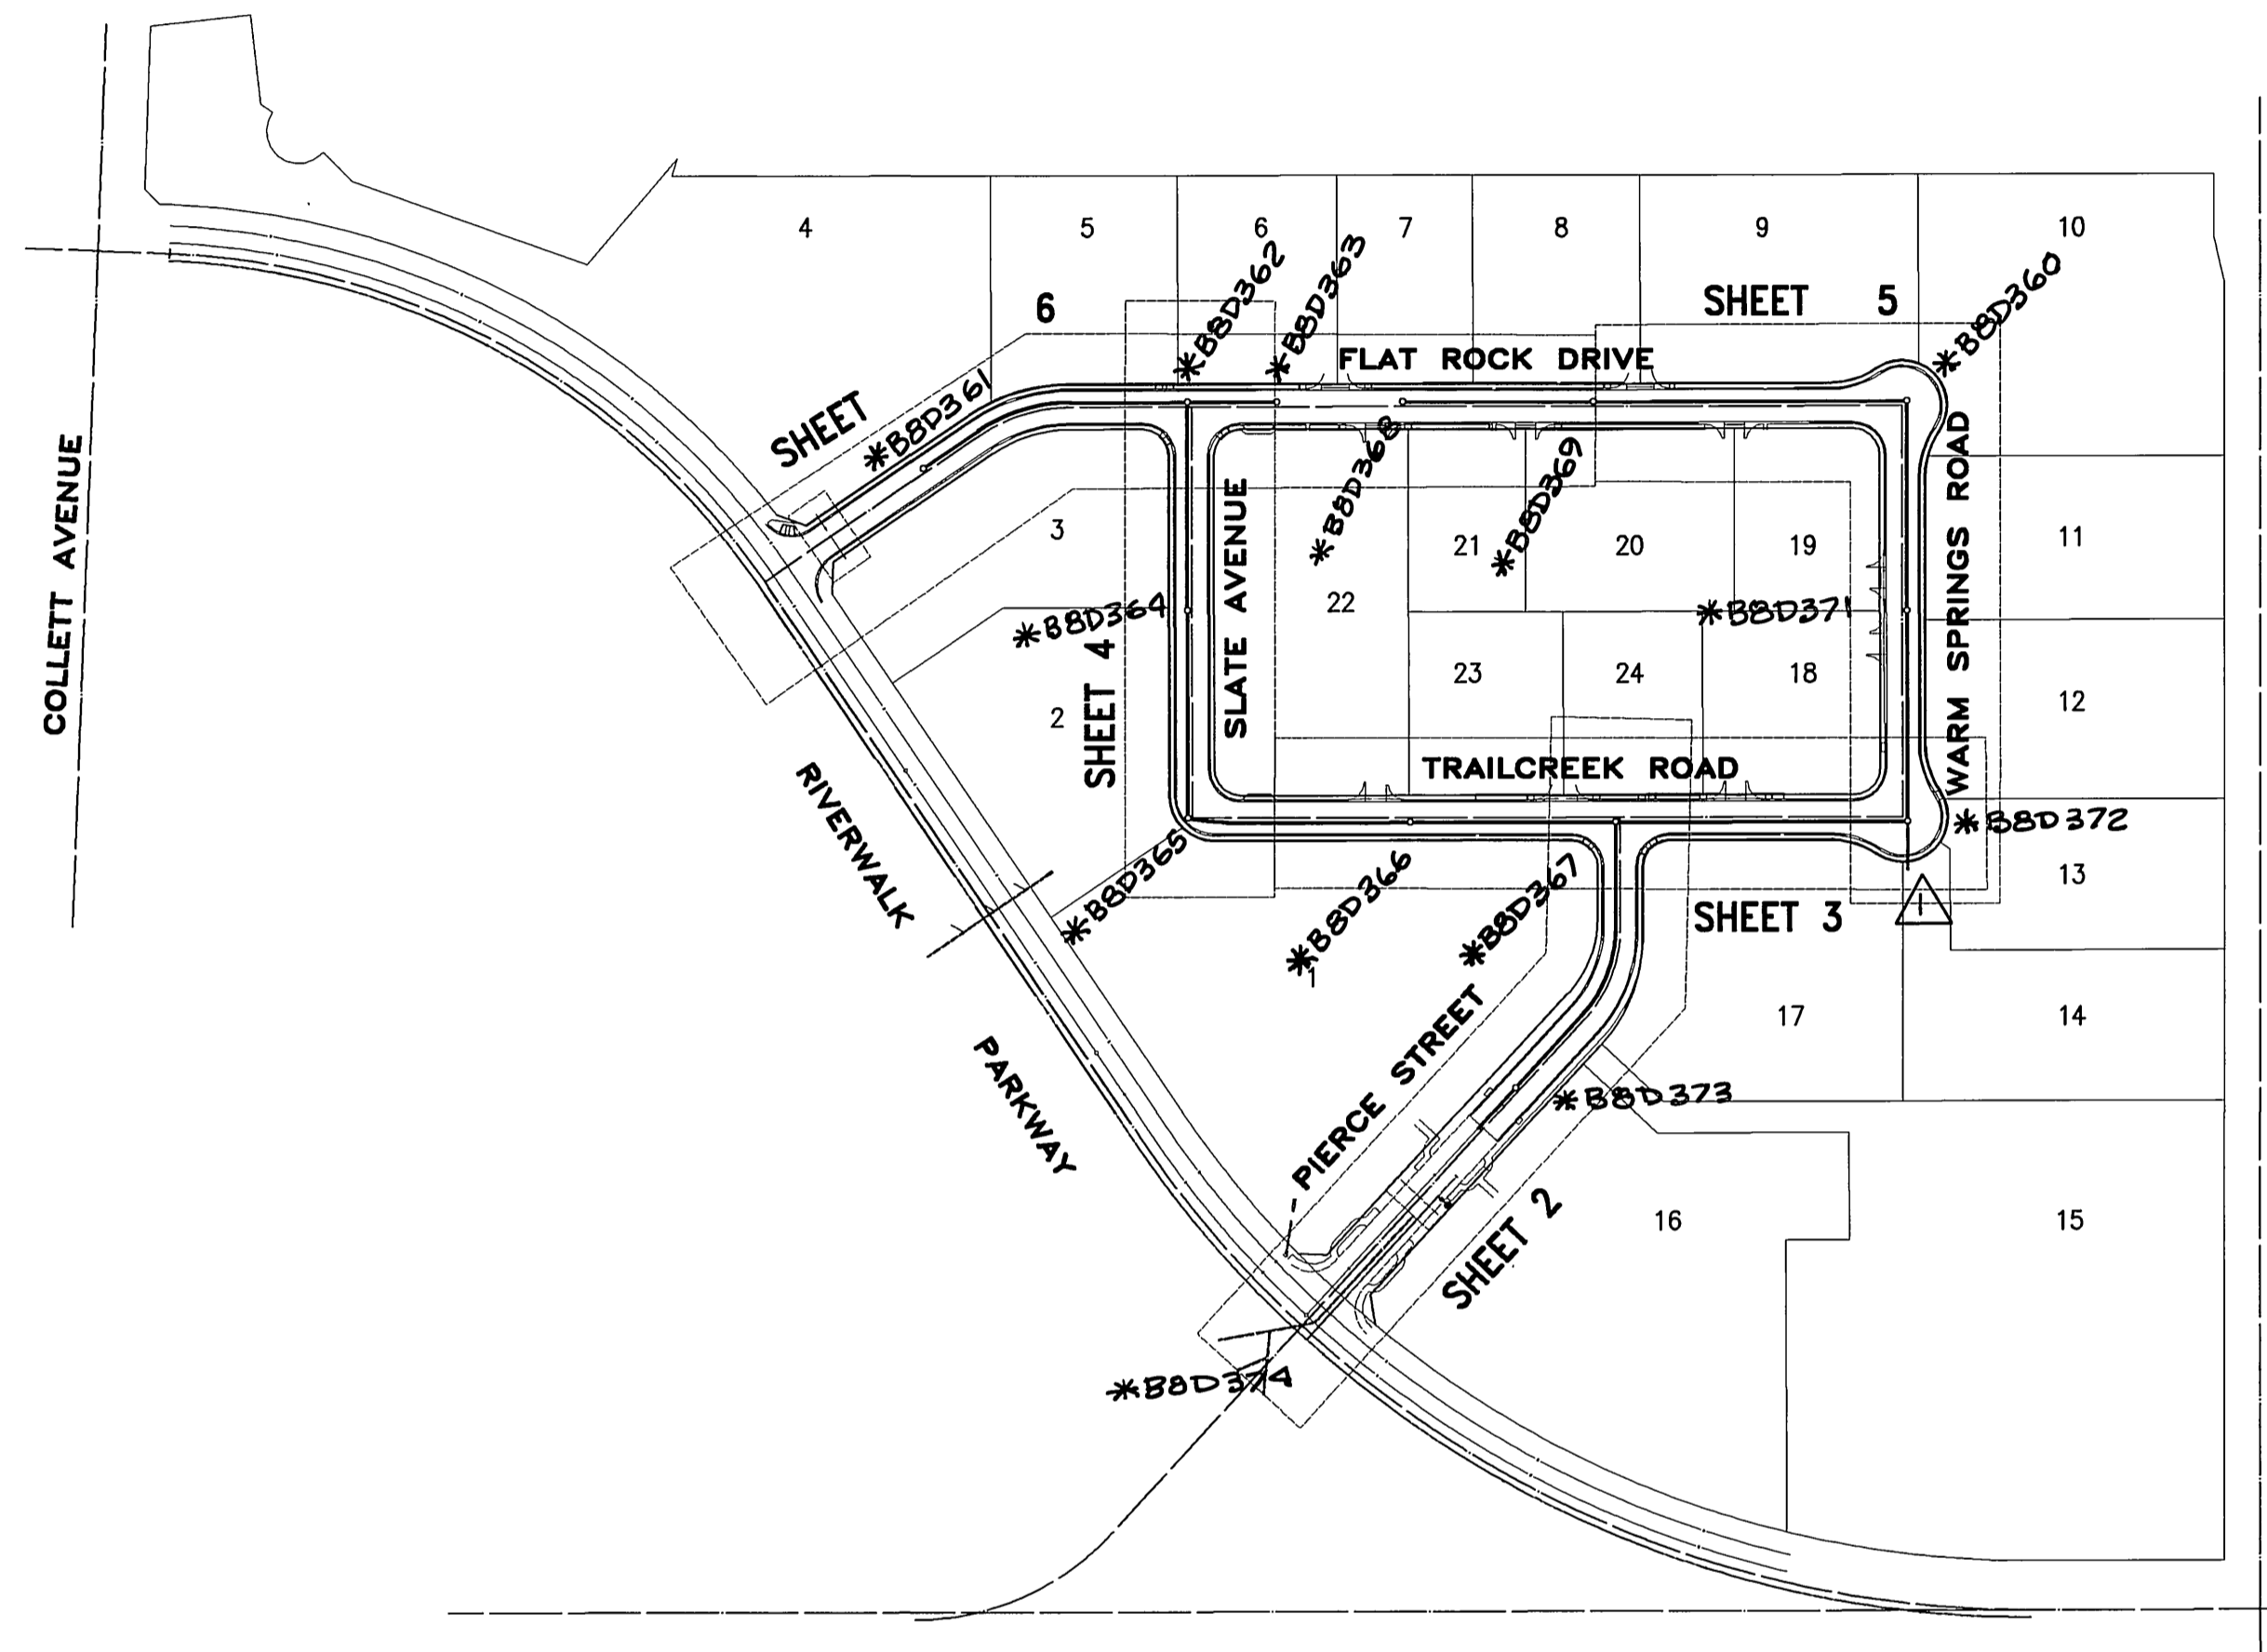 4
5
6
7
8
9
10
*B8D362
*B8D363
*B8D360
SHEET 6
SHEET 5
FLAT ROCK DRIVE
*B8D361
COLLETT AVENUE
SLATE AVENUE
*B8D368
*B8D369
WARM SPRINGS ROAD
3
21
20
19
11
22
*B8D364
*B8D371
SHEET 4
2
23
24
18
12
TRAILCREEK ROAD
RIVERWALK PARKWAY
*B8D365
*B8D366
*B8D367
*B8D372
13
SHEET 3
1
1
17
14
PIERCE STREET
*B8D373
SHEET 2
16
15
*B8D374